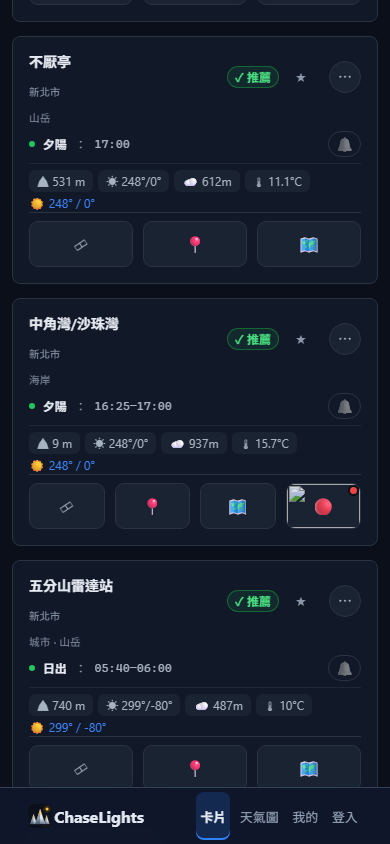 不厭亭
✓ 推薦 ★ ···
新北市
山岳
夕陽 : 17:00
531 m 248°/0° 612m 11.1°C
248° / 0°
中角灣/沙珠灣
✓ 推薦 ★ ···
新北市
海岸
夕陽 : 16:25–17:00
9 m 248°/0° 937m 15.7°C
248° / 0°
五分山雷達站
✓ 推薦 ★ ···
新北市
城市 · 山岳
日出 : 05:40–06:00
740 m 299°/-80° 487m 10°C
299° / -80°
ChaseLights 卡片 天氣圖 我的 登入